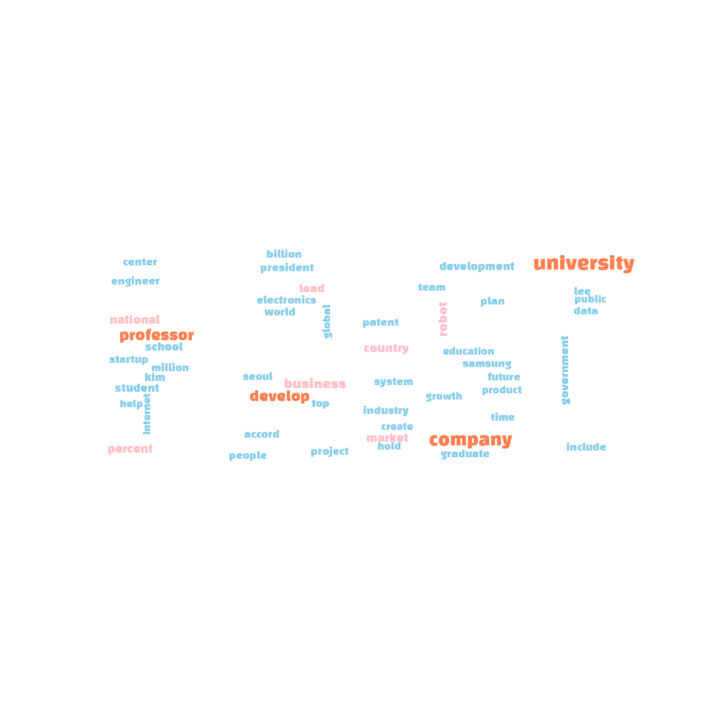 center
engineer
national
professor
school
startup
million
kim
student
help
internet
percent
billion
president
lead
electronics
world
global
seoul
business
develop
top
accord
people
project
patent
country
system
industry
create
market
hold
development
team
plan
robot
education
samsung
future
product
growth
time
company
graduate
university
lee
public
data
government
include